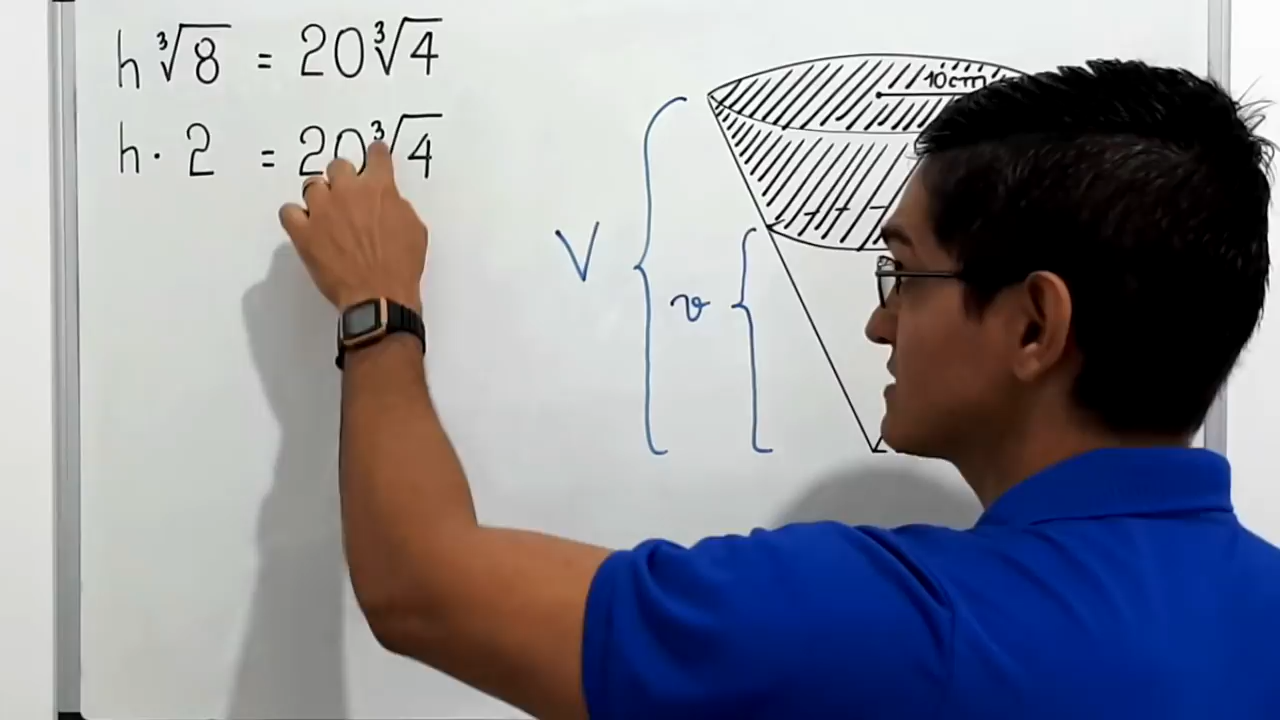 h ∛8 = 20∛4
h · 2 = 20∛4
10cm
V
v